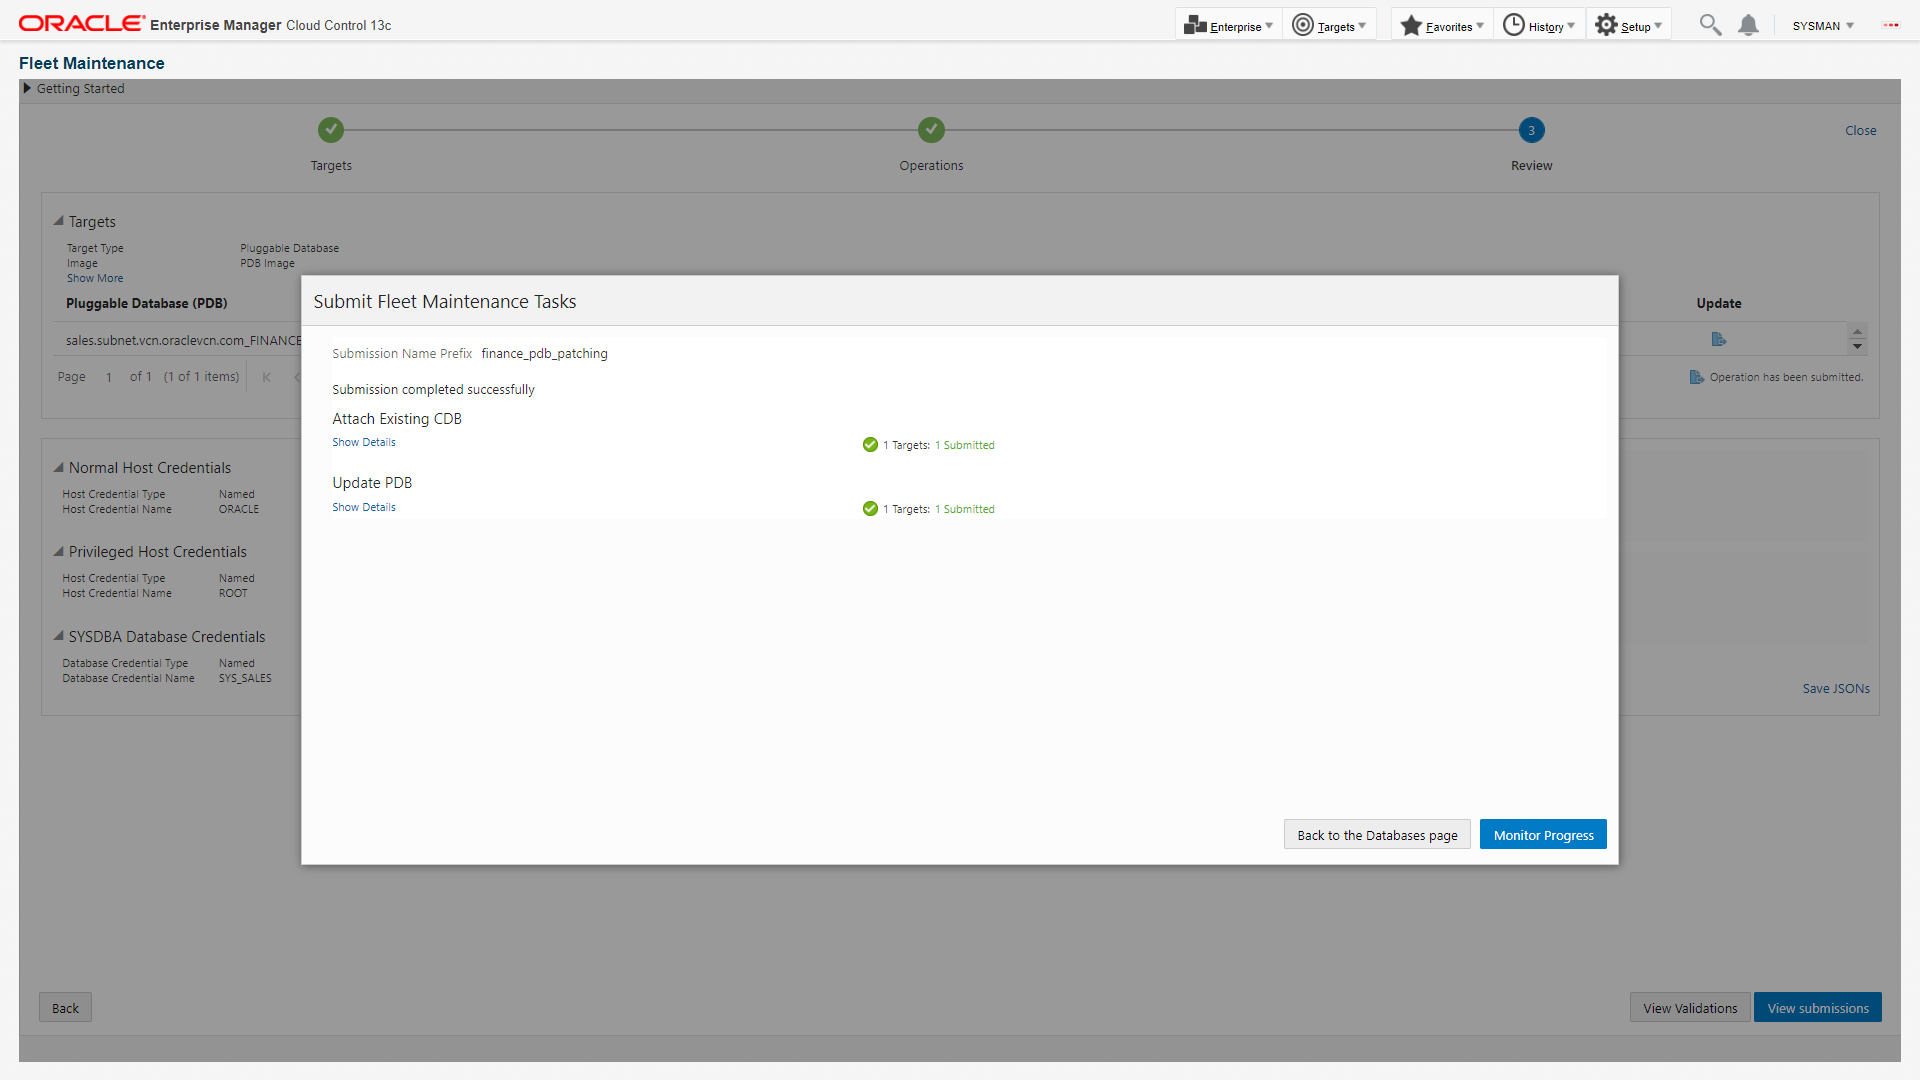 ORACLE Enterprise Manager Cloud Control 13c
Enterprise
Targets
Favorites
History
Setup
SYSMAN
Fleet Maintenance
Getting Started
Targets
Operations
3
Review
Close
Targets
Target Type Pluggable Database
Image PDB Image
Show More
Pluggable Database (PDB)
Update
sales.subnet.vcn.oraclevcn.com_FINANCE
Page 1 of 1 (1 of 1 items)
Operation has been submitted.
Submit Fleet Maintenance Tasks
Submission Name Prefix finance_pdb_patching
Submission completed successfully
Attach Existing CDB
Show Details
1 Targets: 1 Submitted
Update PDB
Show Details
1 Targets: 1 Submitted
Back to the Databases page
Monitor Progress
Normal Host Credentials
Host Credential Type Named
Host Credential Name ORACLE
Privileged Host Credentials
Host Credential Type Named
Host Credential Name ROOT
SYSDBA Database Credentials
Database Credential Type Named
Database Credential Name SYS_SALES
Save JSONs
Back
View Validations
View submissions